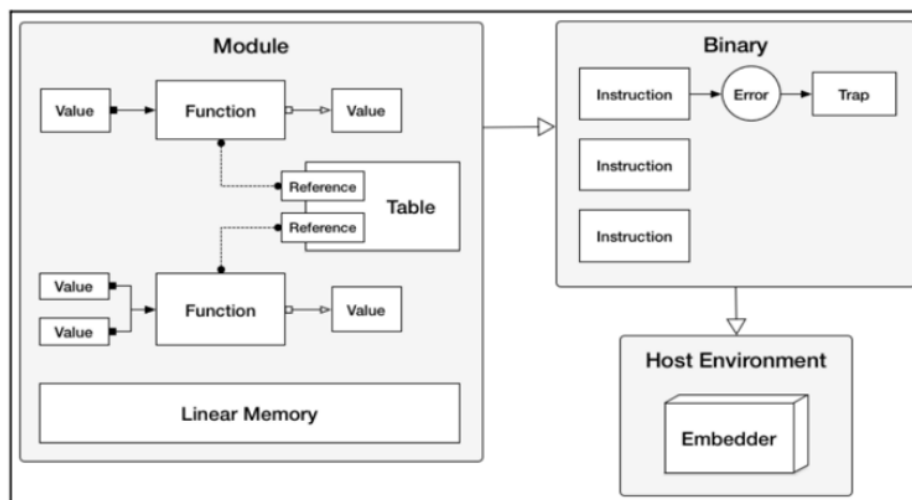 Module
Value
Function
Value
Reference
Reference
Table
Value
Value
Function
Value
Linear Memory
Binary
Instruction
Error
Trap
Instruction
Instruction
Host Environment
Embedder